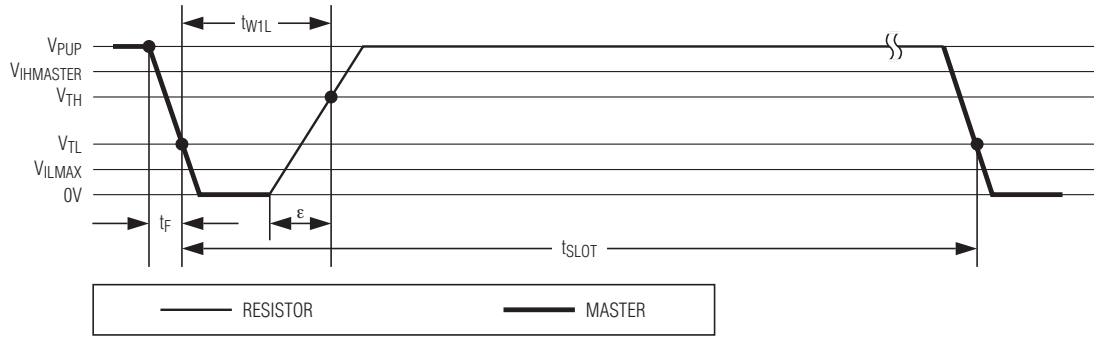 tW1L
VPUP
VIHMASTER
VTH
VTL
VILMAX
0V
tF
ε
tSLOT
RESISTOR
MASTER